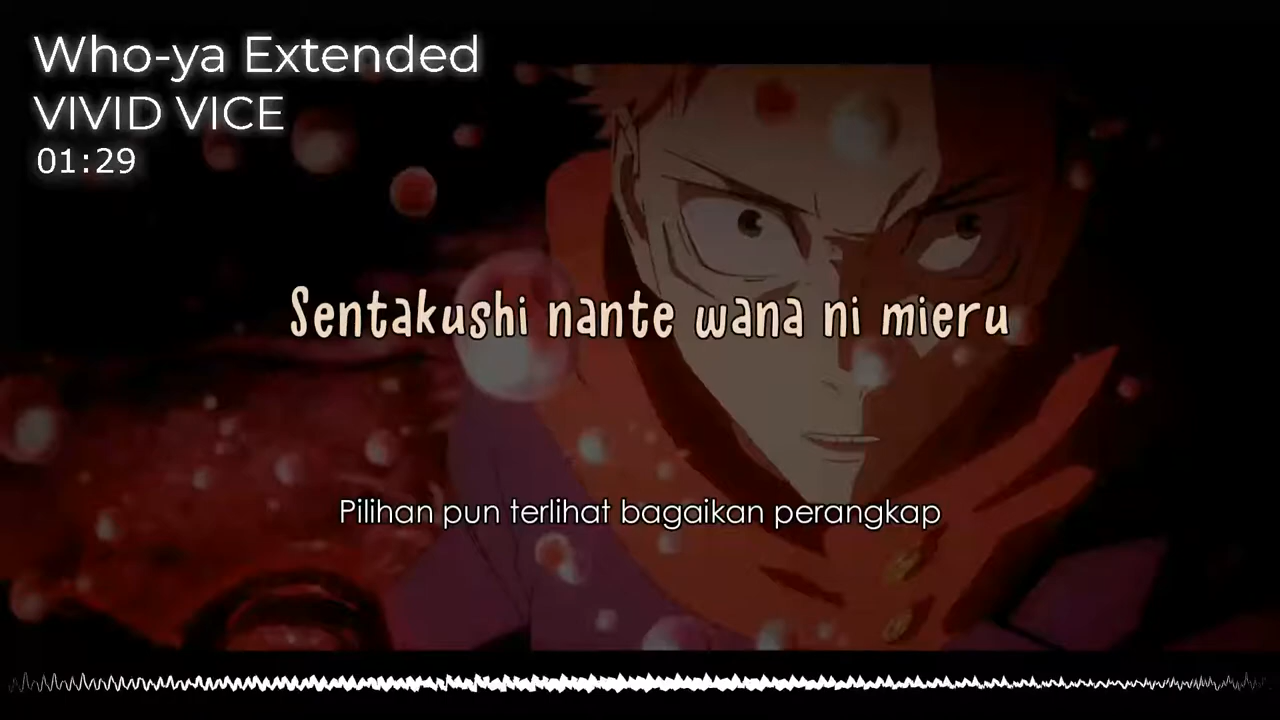 Who-ya Extended
VIVID VICE
01:29
Sentakushi nante wana ni mieru
Pilihan pun terlihat bagaikan perangkap